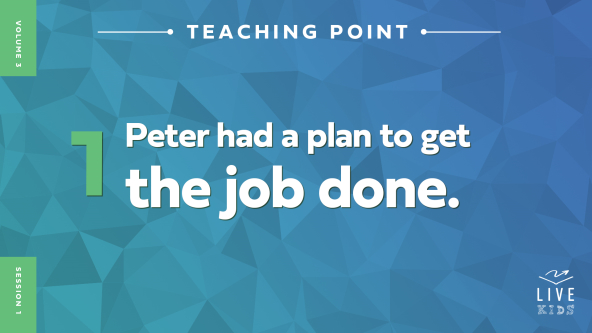 VOLUME 3
TEACHING POINT
1
Peter had a plan to get
the job done.
SESSION 1
LIVE
KIDS